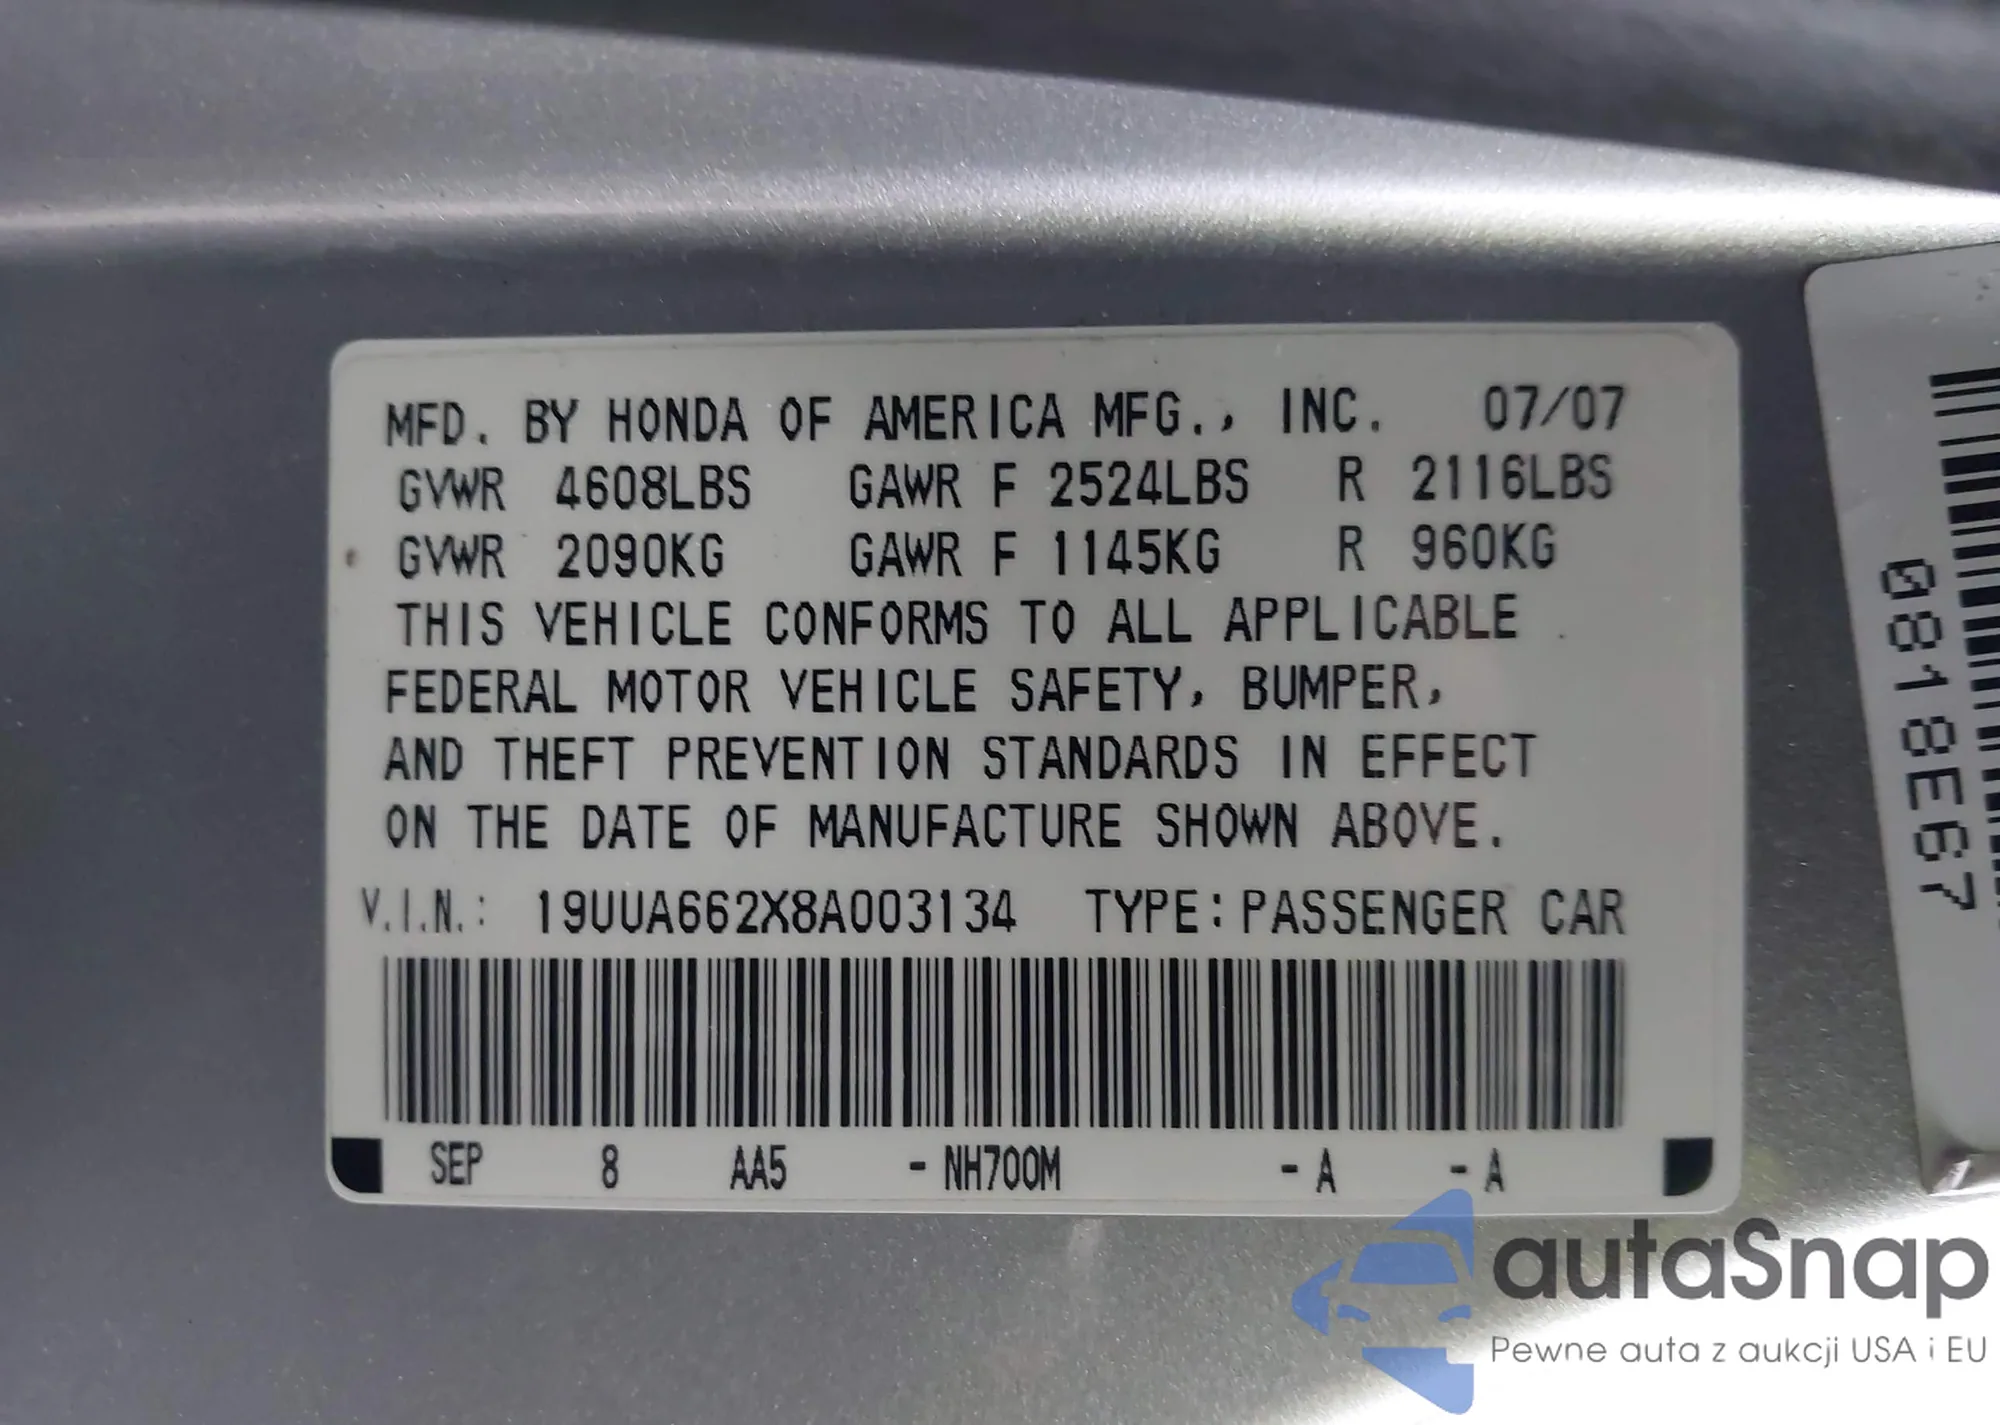 MFD. BY HONDA OF AMERICA MFG., INC. 07/07
GVWR 4608LBS GAWR F 2524LBS R 2116LBS
GVWR 2090KG GAWR F 1145KG R 960KG
THIS VEHICLE CONFORMS TO ALL APPLICABLE
FEDERAL MOTOR VEHICLE SAFETY, BUMPER,
AND THEFT PREVENTION STANDARDS IN EFFECT
ON THE DATE OF MANUFACTURE SHOWN ABOVE.
V.I.N.: 19UUA662X8A003134 TYPE: PASSENGER CAR
SEP 8 AA5 - NH700M - A - A
0818E67
autaSnap
Pewne auta z aukcji USA i EU